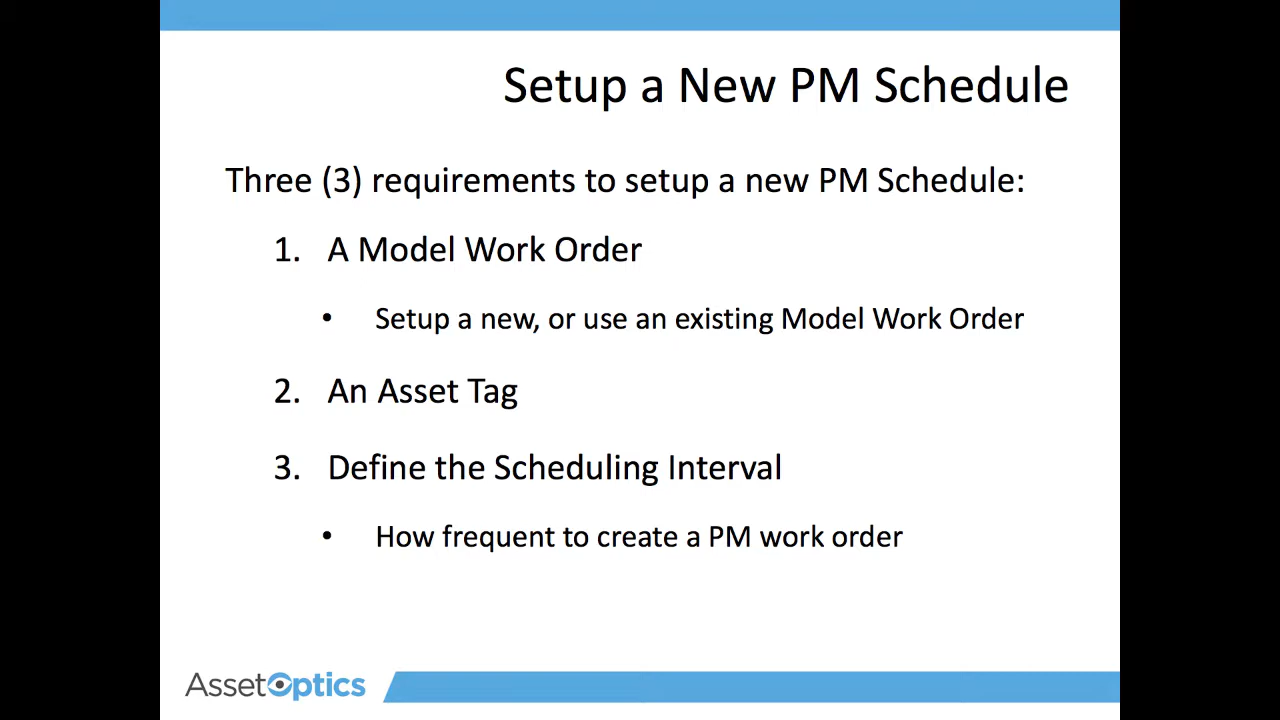 Setup a New PM Schedule
Three (3) requirements to setup a new PM Schedule:
1. A Model Work Order
• Setup a new, or use an existing Model Work Order
2. An Asset Tag
3. Define the Scheduling Interval
• How frequent to create a PM work order
AssetOptics